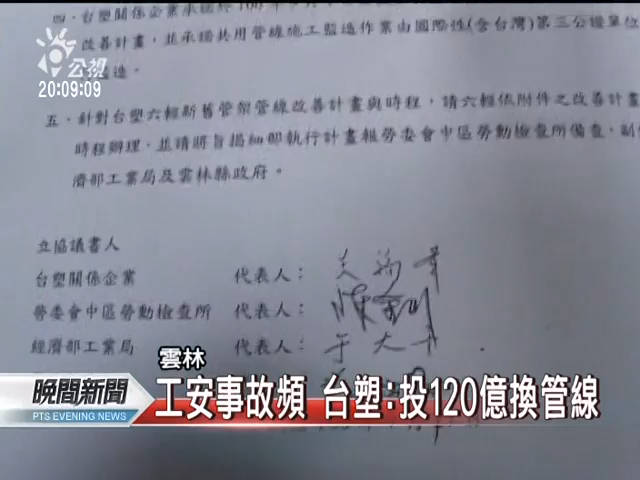 四、台塑關係企業承諾於100年
改善計畫，並承諾共用管線施工監造作業由國際性(含台灣)第三公證單位
監造。
公視
20:09:09
五、針對台塑六輕新舊管架管線改善計畫與時程，請六輕依附件之改善計畫
時程辦理，並請將旨揭細部執行計畫報勞委會中區勞動檢查所備查，副
濟部工業局及雲林縣政府。
立協議書人
台塑關係企業 代表人：
勞委會中區勞動檢查所 代表人：
經濟部工業局 代表人：于大
雲林
晚間新聞
PTS EVENING NEWS
工安事故頻 台塑:投120億換管線